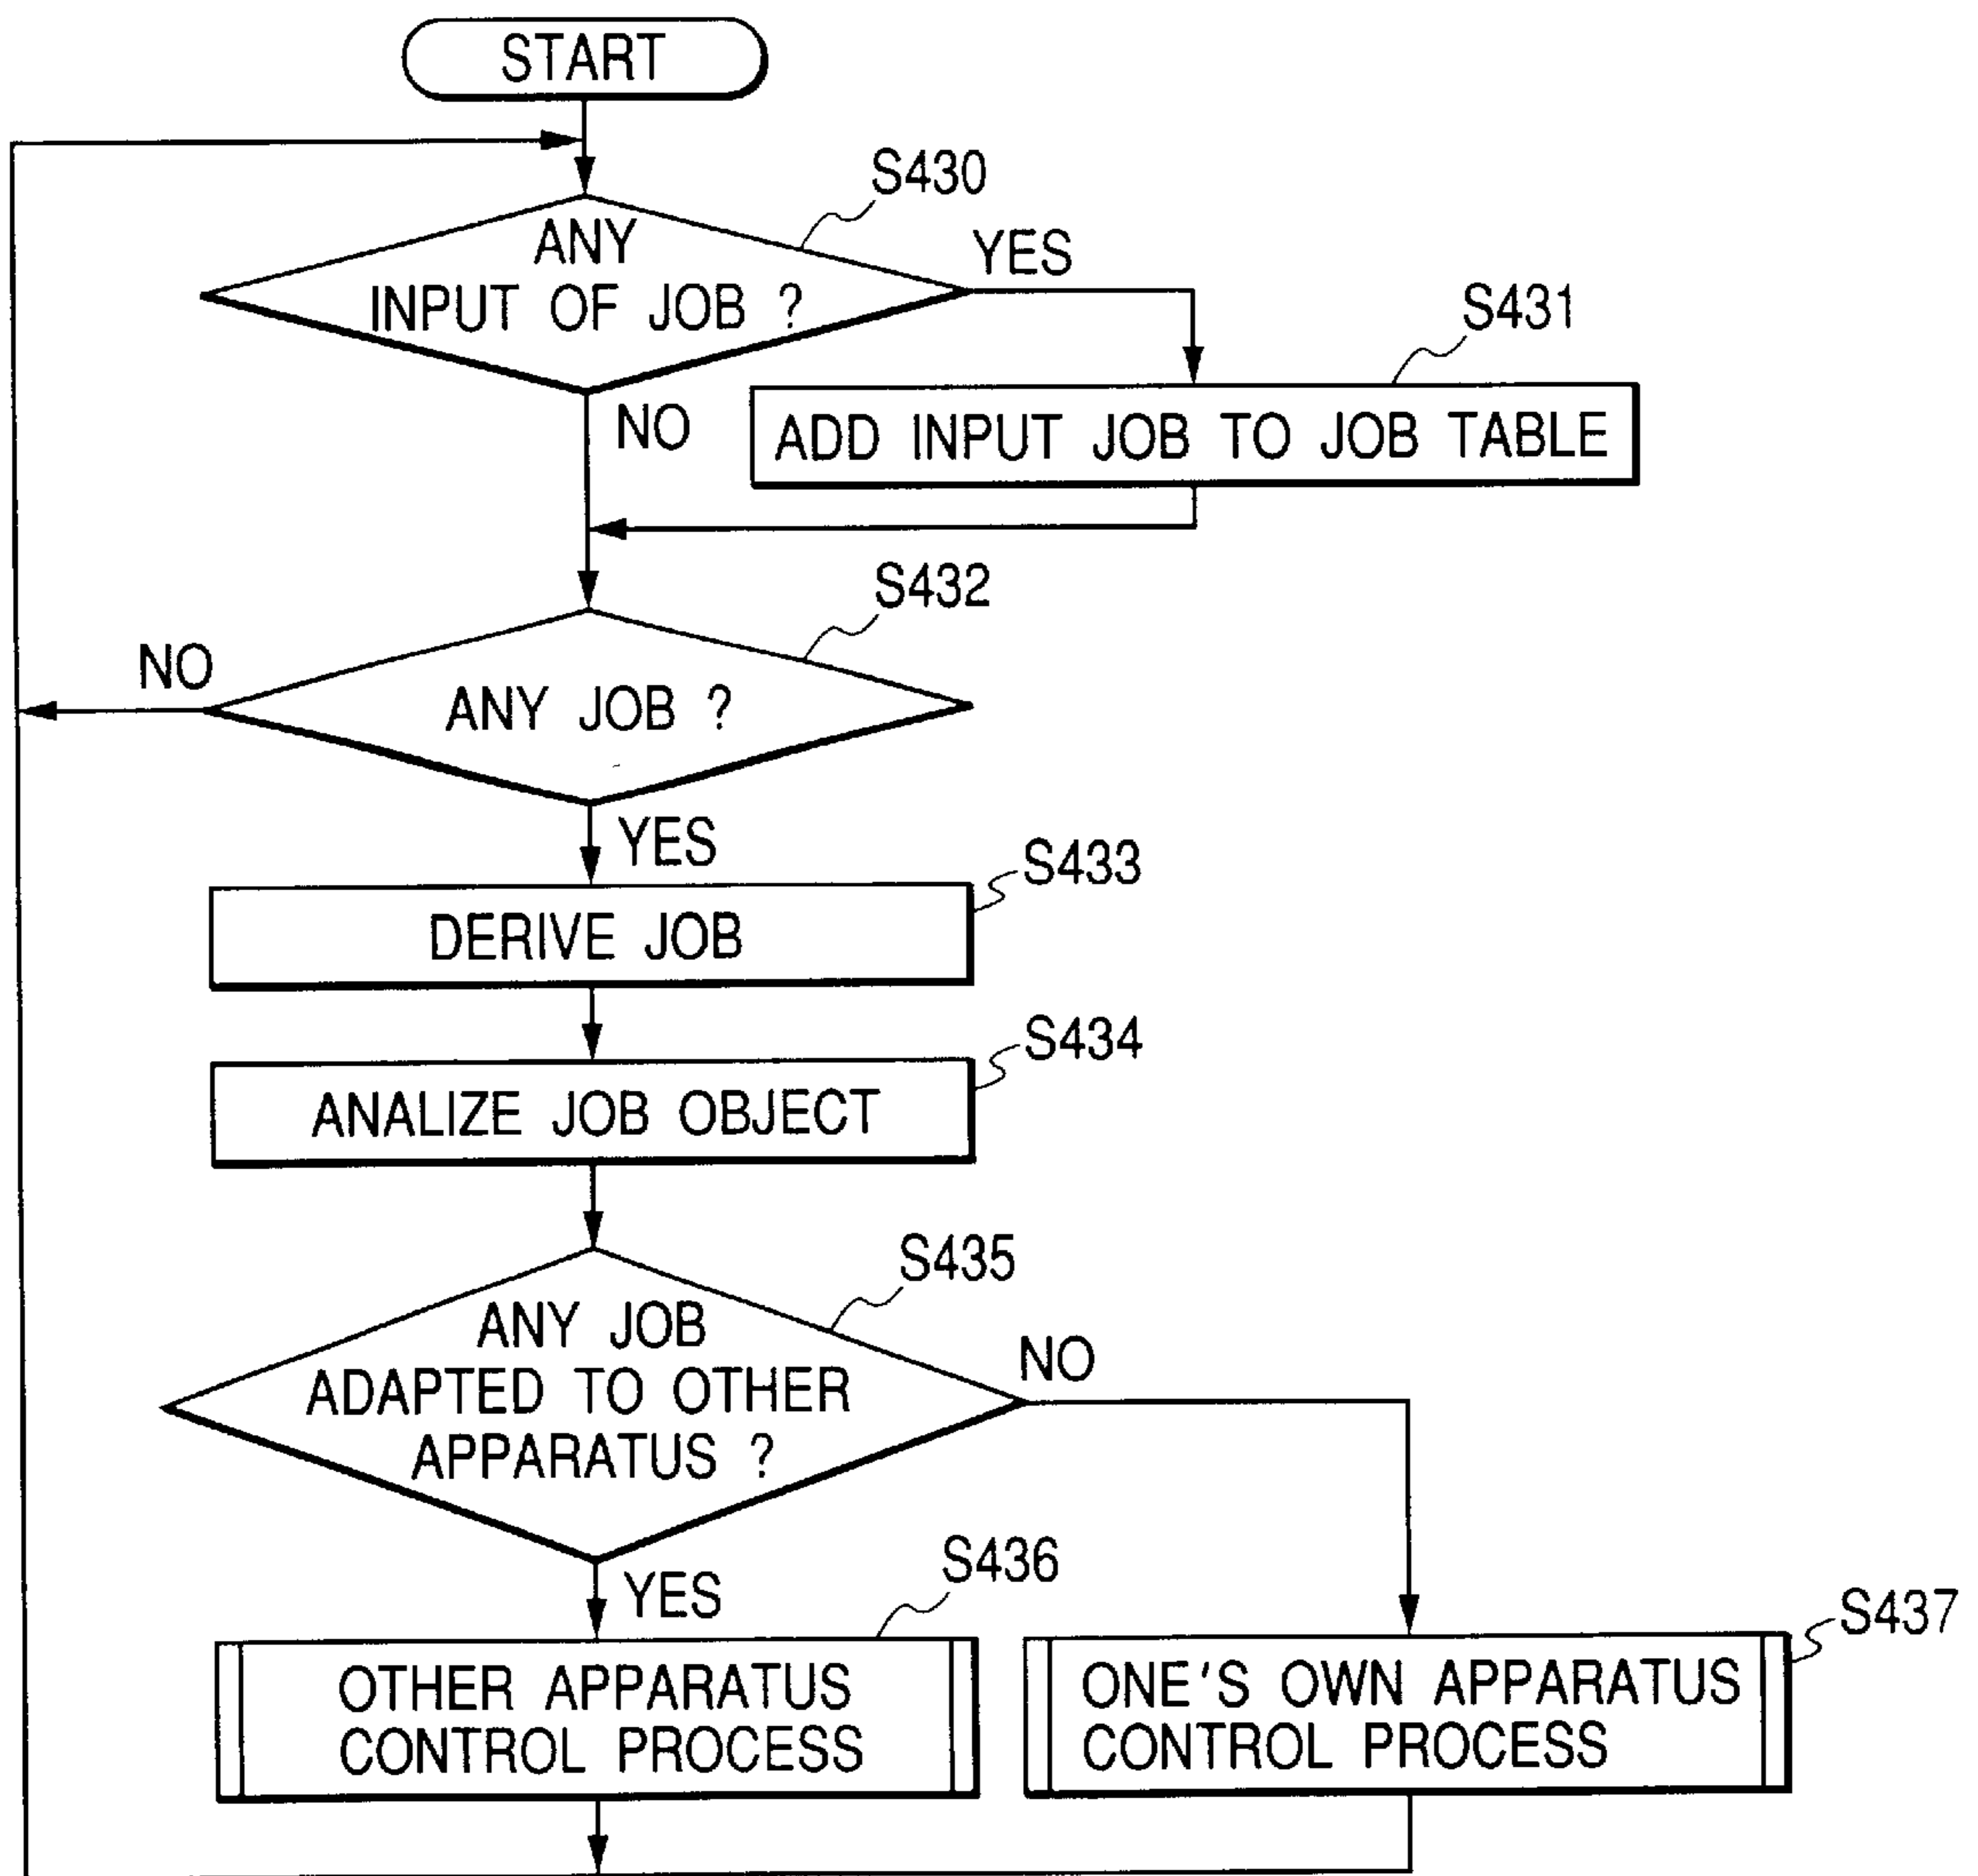 START
S430
ANY
INPUT OF JOB ?
YES
S431
NO
ADD INPUT JOB TO JOB TABLE
S432
NO
ANY JOB ?
YES
S433
DERIVE JOB
S434
ANALIZE JOB OBJECT
S435
ANY JOB
ADAPTED TO OTHER
APPARATUS ?
NO
S436
YES
S437
OTHER APPARATUS
CONTROL PROCESS
ONE'S OWN APPARATUS
CONTROL PROCESS